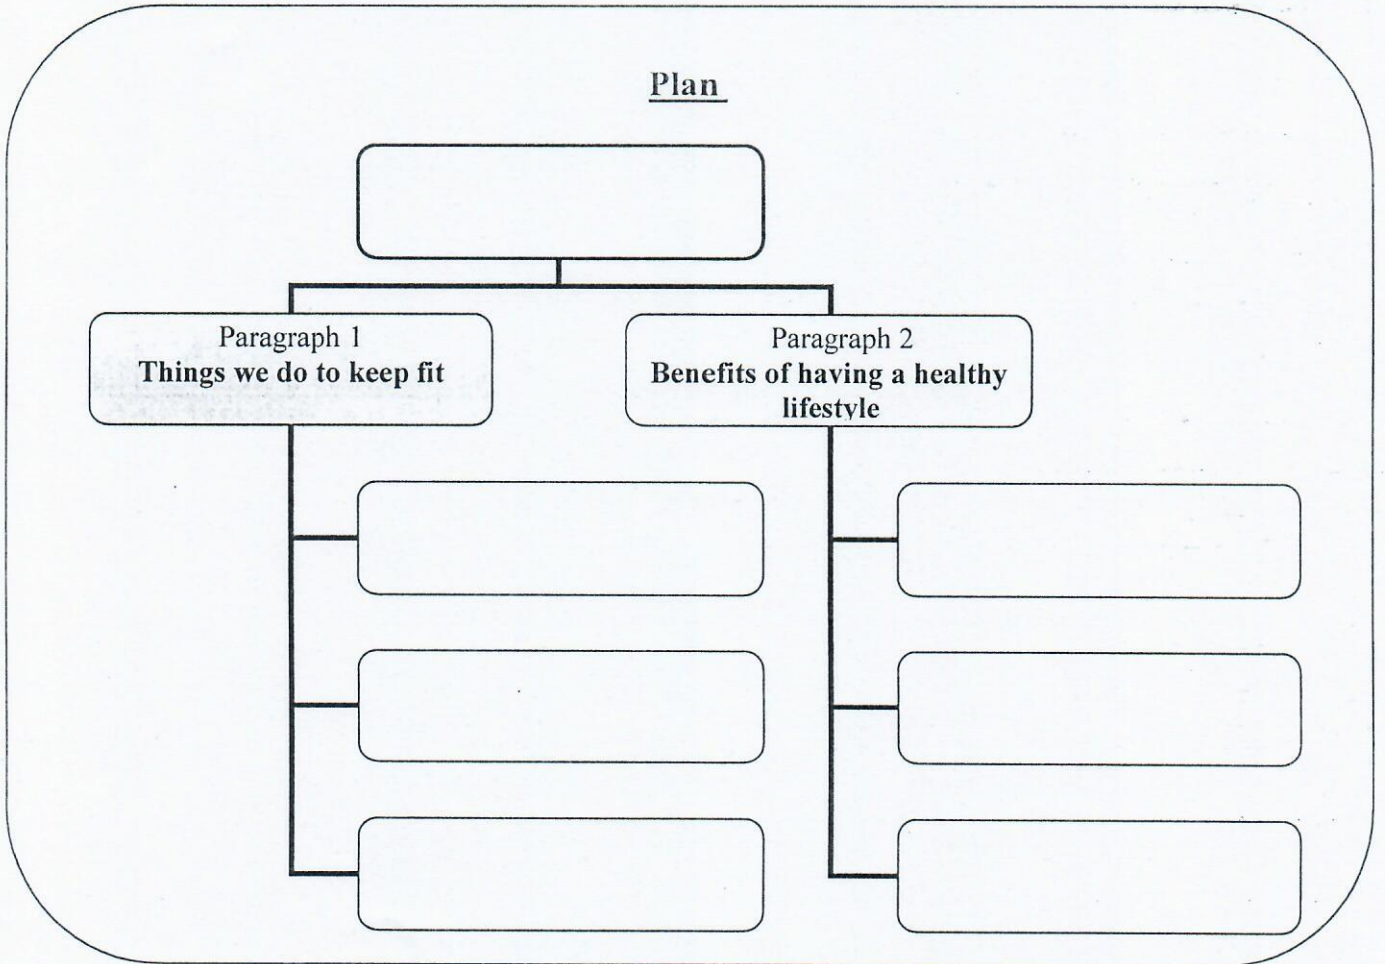 Plan
Paragraph 1
Things we do to keep fit
Paragraph 2
Benefits of having a healthy
lifestyle